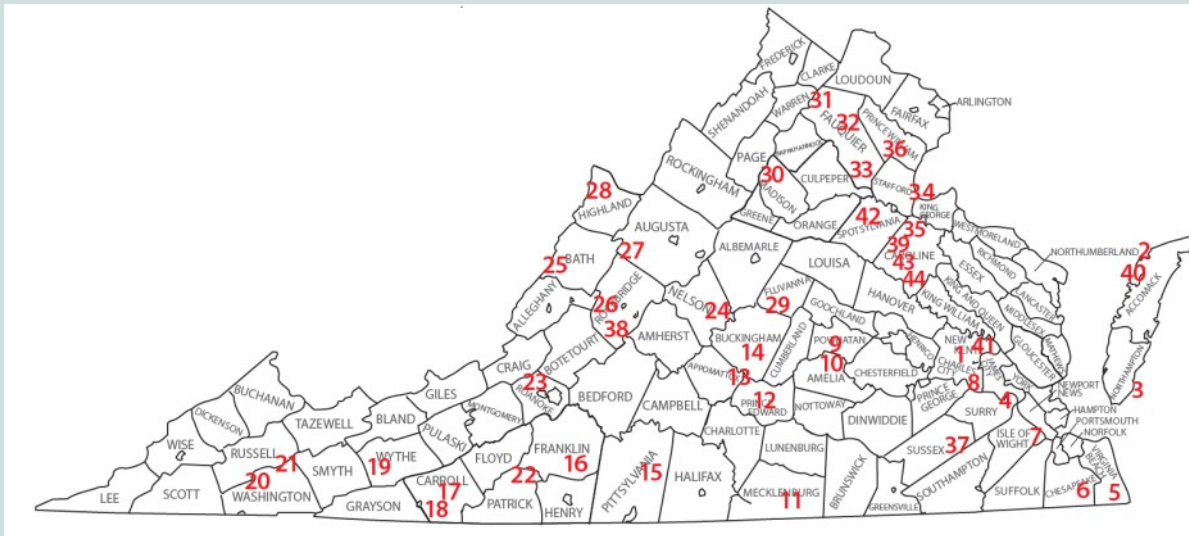 FREDERICK
CLARKE
LOUDOUN
ARLINGTON
SHENANDOAH
WARREN
31
FAIRFAX
FAUQUIER
32
PRINCE WILLIAM
36
PAGE
RAPPAHANNOCK
ROCKINGHAM
30
MADISON
CULPEPER
33
STAFFORD
34
28
HIGHLAND
KING
GEORGE
42
GREENE
ORANGE
SPOTSYLVANIA
35
WESTMORELAND
AUGUSTA
27
ALBEMARLE
39
CAROLINE
43
NORTHUMBERLAND
2
RICHMOND
25
BATH
LOUISA
ESSEX
40
44
ACCOMACK
ALLEGHANY
26
ROCKBRIDGE
NELSON
24
FLUVANNA
29
HANOVER
KING AND QUEEN
KING WILLIAM
LANCASTER
MIDDLESEX
GOOCHLAND
38
AMHERST
BUCKINGHAM
14
CUMBERLAND
9
POWHATAN
10
HENRICO
NEW
KENT
41
1
MATHEWS
GLOUCESTER
BOTETOURT
CRAIG
APPOMATTOX
13
AMELIA
CHESTERFIELD
CHARLES
CITY
JAMES
CITY
8
YORK
NORTHAMPTON
3
23
ROANOKE
GILES
BEDFORD
CAMPBELL
PRINCE
EDWARD
12
NOTTOWAY
DINWIDDIE
PRINCE
GEORGE
SURRY
4
NEWPORT
NEWS
HAMPTON
PORTSMOUTH
NORFOLK
BUCHANAN
DICKENSON
TAZEWELL
BLAND
MONTGOMERY
PULASKI
WISE
RUSSELL
21
20
WYTHE
19
SMYTH
FLOYD
FRANKLIN
16
22
CHARLOTTE
LUNENBURG
SUSSEX
37
ISLE OF
WIGHT
7
VIRGINIA
BEACH
5
CHESAPEAKE
6
SUFFOLK
SOUTHAMPTON
LEE
SCOTT
WASHINGTON
GRAYSON
CARROLL
17
18
PATRICK
HENRY
PITTSYLVANIA
15
HALIFAX
MECKLENBURG
11
BRUNSWICK
GREENSVILLE